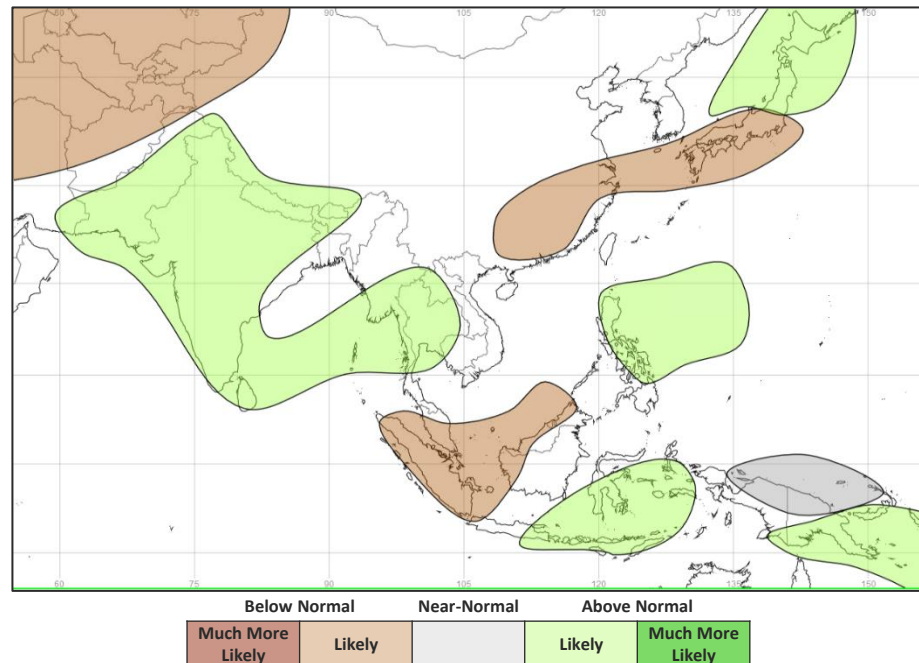 60 75 90 105 120 135 150
60 75 90 105 120 135 150
Below Normal Near-Normal Above Normal
Much More Likely Likely Much More
Likely Likely